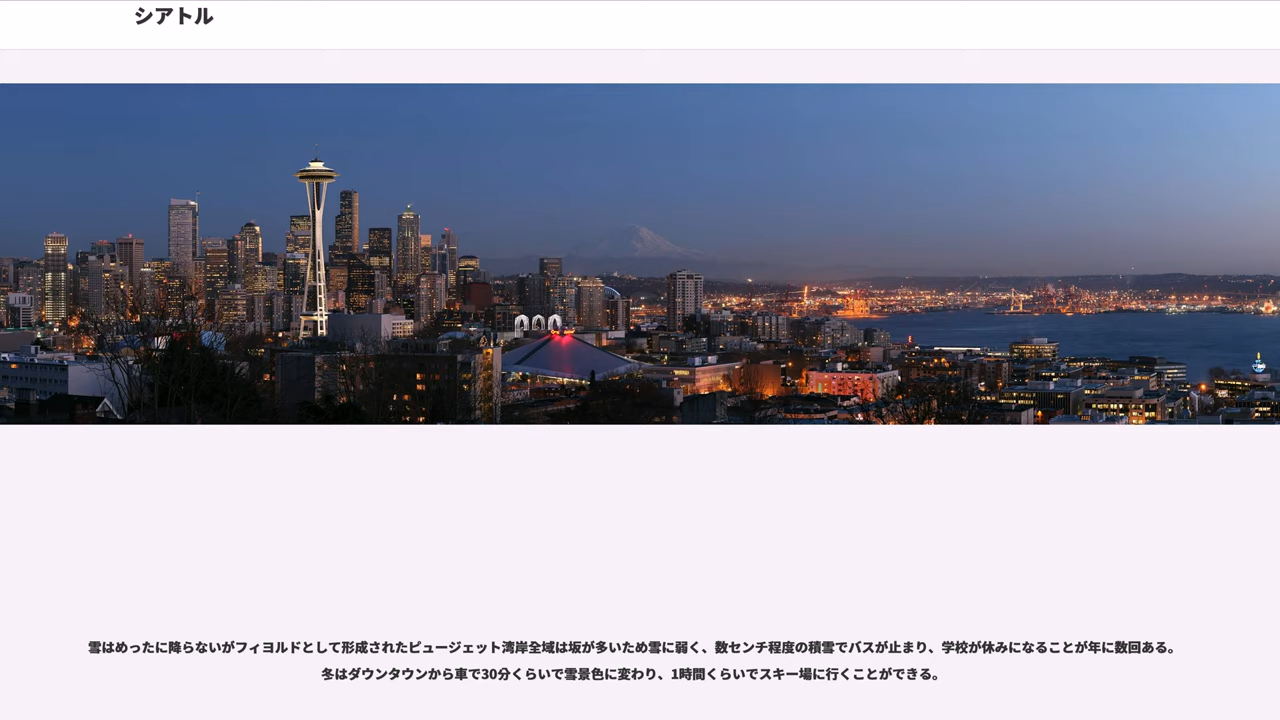 シアトル
雪はめったに降らないがフィヨルドとして形成されたピュージェット湾岸全域は坂が多いため雪に弱く、数センチ程度の積雪でバスが止まり、学校が休みになることが年に数回ある。
冬はダウンタウンから車で30分くらいで雪景色に変わり、1時間くらいでスキー場に行くことができる。